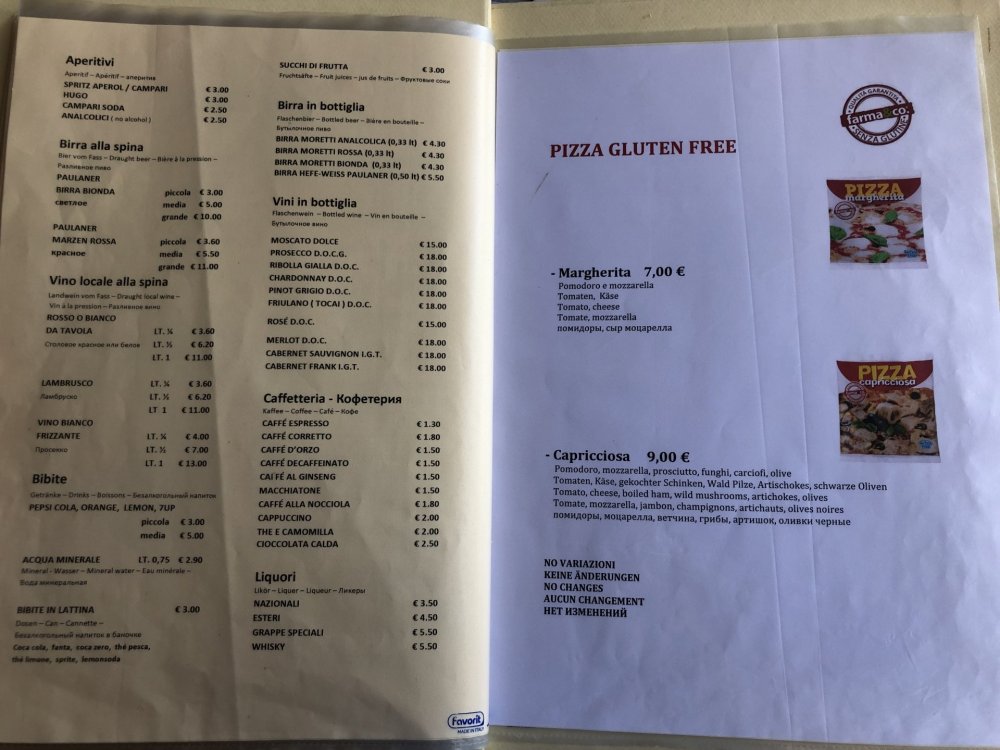 Aperitivi
Aperitif – Apéritif – аперитив
SPRITZ APEROL / CAMPARI € 3.00
HUGO € 3.00
CAMPARI SODA € 2.50
ANALCOLICI ( no alcohol ) € 2.50
Birra alla spina
Bier vom Fass – Draught beer – Bière à la pression –
Разливное пиво
PAULANER
BIRRA BIONDA piccola € 3.00
светлое media € 5.00
grande € 10.00
PAULANER
MARZEN ROSSA piccola € 3.60
красное media € 5.50
grande € 11.00
Vino locale alla spina
Landwein vom Fass – Draught local wine –
Vin à la pression – Разливное вино
ROSSO O BIANCO
DA TAVOLA LT. ¼ € 3.60
Столовое красное или белов LT. ½ € 6.20
LT. 1 € 11.00
LAMBRUSCO LT. ¼ € 3.60
Ламбруско LT. ½ € 6.20
LT 1 € 11.00
VINO BIANCO
FRIZZANTE LT. ¼ € 4.00
Просекко LT. ½ € 7.00
LT. 1 € 13.00
Bibite
Getränke – Drinks – Boissons – Безалкогольный напиток
PEPSI COLA, ORANGE, LEMON, 7UP
piccola € 3.00
media € 5.00
ACQUA MINERALE LT. 0,75 € 2.90
Mineral - Wasser – Mineral water – Eau minérale –
Вода минеральная
BIBITE IN LATTINA € 3.00
Dosen – Can – Cannette –
Безалкогольный напиток в баночке
Coca cola, fanta, coca zero, thé pesca,
thé limone, sprite, lemonsoda
SUCCHI DI FRUTTA € 3.00
Fruchtsäfte – Fruit juices – jus de fruits – Фруктовые соки
Birra in bottiglia
Flaschenbier – Bottled beer – Bière en bouteille –
Бутылочное пиво
BIRRA MORETTI ANALCOLICA (0,33 lt) € 4.30
BIRRA MORETTI ROSSA (0,33 lt) € 4.30
BIRRA MORETTI BIONDA (0,33 lt) € 4.30
BIRRA HEFE-WEISS PAULANER (0,50 lt) € 5.50
Vini in bottiglia
Flaschenwein – Bottled wine – Vin en bouteille –
Бутылочное вино
MOSCATO DOLCE € 15.00
PROSECCO D.O.C.G. € 18.00
RIBOLLA GIALLA D.O.C. € 18.00
CHARDONNAY D.O.C. € 18.00
PINOT GRIGIO D.O.C. € 18.00
FRIULANO ( TOCAI ) D.O.C. € 18.00
ROSÉ D.O.C. € 15.00
MERLOT D.O.C. € 18.00
CABERNET SAUVIGNON I.G.T. € 18.00
CABERNET FRANK I.G.T. € 18.00
Caffetteria - Кофетерия
Kaffee – Coffee – Café – Кофе
CAFFÉ ESPRESSO € 1.30
CAFFÉ CORRETTO € 1.80
CAFFÉ D'ORZO € 1.50
CAFFÉ DECAFFEINATO € 1.50
CAFFÉ AL GINSENG € 1.50
MACCHIATONE € 1.50
CAFFÉ ALLA NOCCIOLA € 1.80
CAPPUCCINO € 2.00
THE E CAMOMILLA € 2.00
CIOCCOLATA CALDA € 2.50
Liquori
Likör – Liquer – Liqueur – Ликеры
NAZIONALI € 3.50
ESTERI € 4.50
GRAPPE SPECIALI € 5.50
WHISKY € 5.50
Favorit
MADE IN ITALY
QUALITÀ GARANTITA
farma&co.
SENZA GLUTINE
PIZZA GLUTEN FREE
PIZZA
margherita
- Margherita 7,00 €
Pomodoro e mozzarella
Tomaten, Käse
Tomato, cheese
Tomate, mozzarella
помидоры, сыр моцарелла
PIZZA
capricciosa
- Capricciosa 9,00 €
Pomodoro, mozzarella, prosciutto, funghi, carciofi, olive
Tomaten, Käse, gekochter Schinken, Wald Pilze, Artischokes, schwarze Oliven
Tomato, cheese, boiled ham, wild mushrooms, artichokes, olives
Tomate, mozzarella, jambon, champignons, artichauts, olives noires
помидоры, моцарелла, ветчина, грибы, артишок, оливки черные
NO VARIAZIONI
KEINE ÄNDERUNGEN
NO CHANGES
AUCUN CHANGEMENT
НЕТ ИЗМЕНЕНИЙ